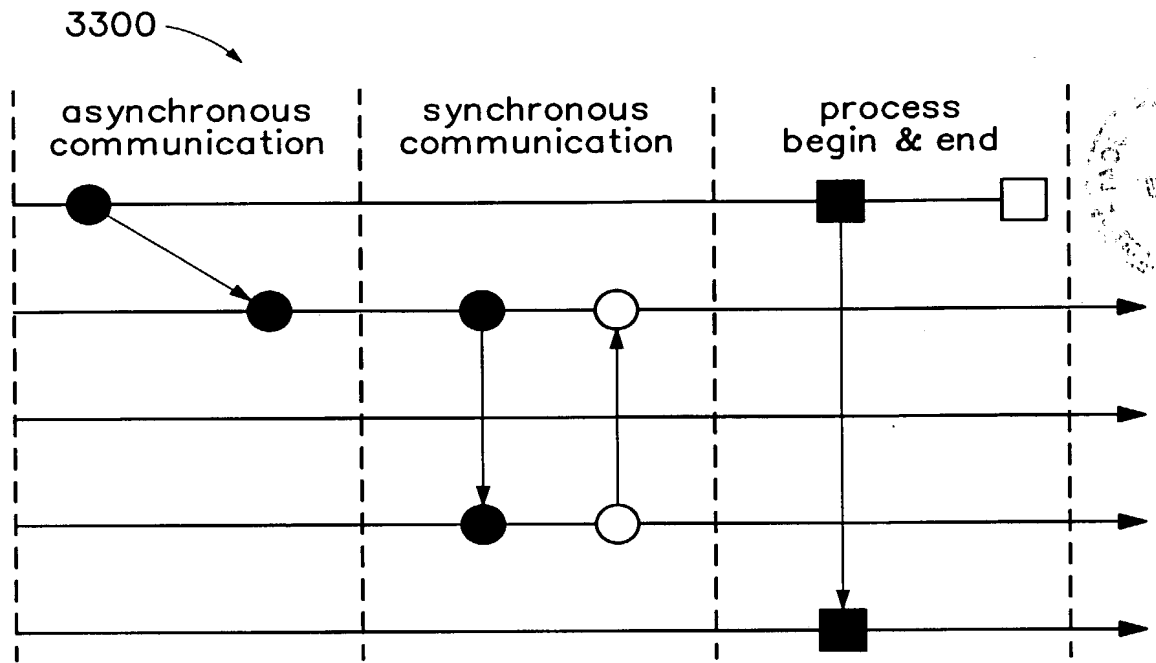 3300
asynchronous
communication
synchronous
communication
process
begin & end